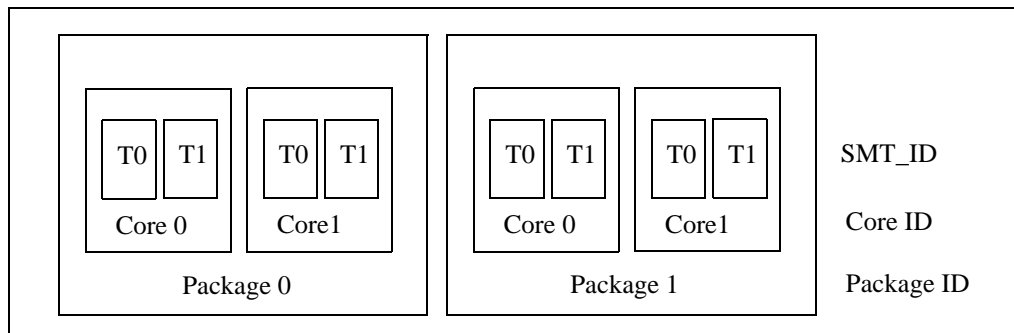 T0 T1 T0 T1 T0 T1 T0 T1 SMT_ID
Core 0 Core1 Core 0 Core1 Core ID
Package 0 Package 1 Package ID